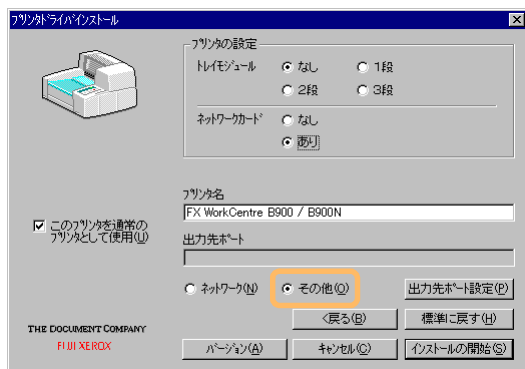 プリンタドライバインストール
プリンタの設定
トレイモジュール なし 1段
2段 3段
ネットワークカード なし
あり
プリンタ名
FX WorkCentre B900 / B900N
このプリンタを通常の
プリンタとして使用(U)
出力先ポート
ネットワーク(N) その他(O) 出力先ポート設定(P)
<戻る(B) 標準に戻す(H)
THE DOCUMENT COMPANY
FUJI XEROX
バージョン(A) キャンセル(C) インストールの開始(S)